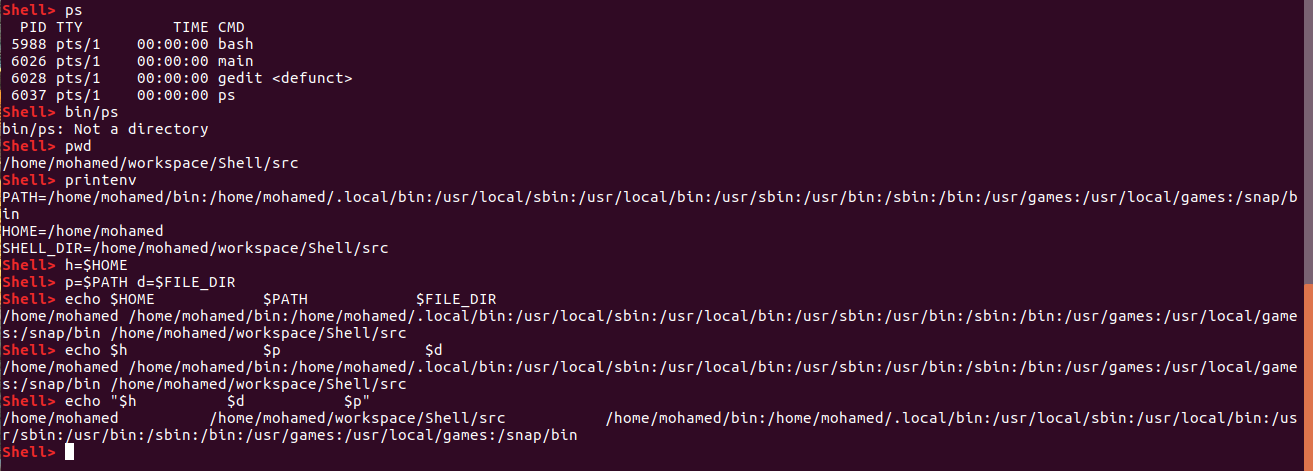 Shell> ps
  PID TTY          TIME CMD
 5988 pts/1    00:00:00 bash
 6026 pts/1    00:00:00 main
 6028 pts/1    00:00:00 gedit <defunct>
 6037 pts/1    00:00:00 ps
Shell> bin/ps
bin/ps: Not a directory
Shell> pwd
/home/mohamed/workspace/Shell/src
Shell> printenv
PATH=/home/mohamed/bin:/home/mohamed/.local/bin:/usr/local/sbin:/usr/local/bin:/usr/sbin:/usr/bin:/sbin:/bin:/usr/games:/usr/local/games:/snap/b
in
HOME=/home/mohamed
SHELL_DIR=/home/mohamed/workspace/Shell/src
Shell> h=$HOME
Shell> p=$PATH d=$FILE_DIR
Shell> echo $HOME            $PATH            $FILE_DIR
/home/mohamed /home/mohamed/bin:/home/mohamed/.local/bin:/usr/local/sbin:/usr/local/bin:/usr/sbin:/usr/bin:/sbin:/bin:/usr/games:/usr/local/game
s:/snap/bin /home/mohamed/workspace/Shell/src
Shell> echo $h               $p                $d
/home/mohamed /home/mohamed/bin:/home/mohamed/.local/bin:/usr/local/sbin:/usr/local/bin:/usr/sbin:/usr/bin:/sbin:/bin:/usr/games:/usr/local/game
s:/snap/bin /home/mohamed/workspace/Shell/src
Shell> echo "$h          $d           $p"
/home/mohamed          /home/mohamed/workspace/Shell/src           /home/mohamed/bin:/home/mohamed/.local/bin:/usr/local/sbin:/usr/local/bin:/us
r/sbin:/usr/bin:/sbin:/bin:/usr/games:/usr/local/games:/snap/bin
Shell>